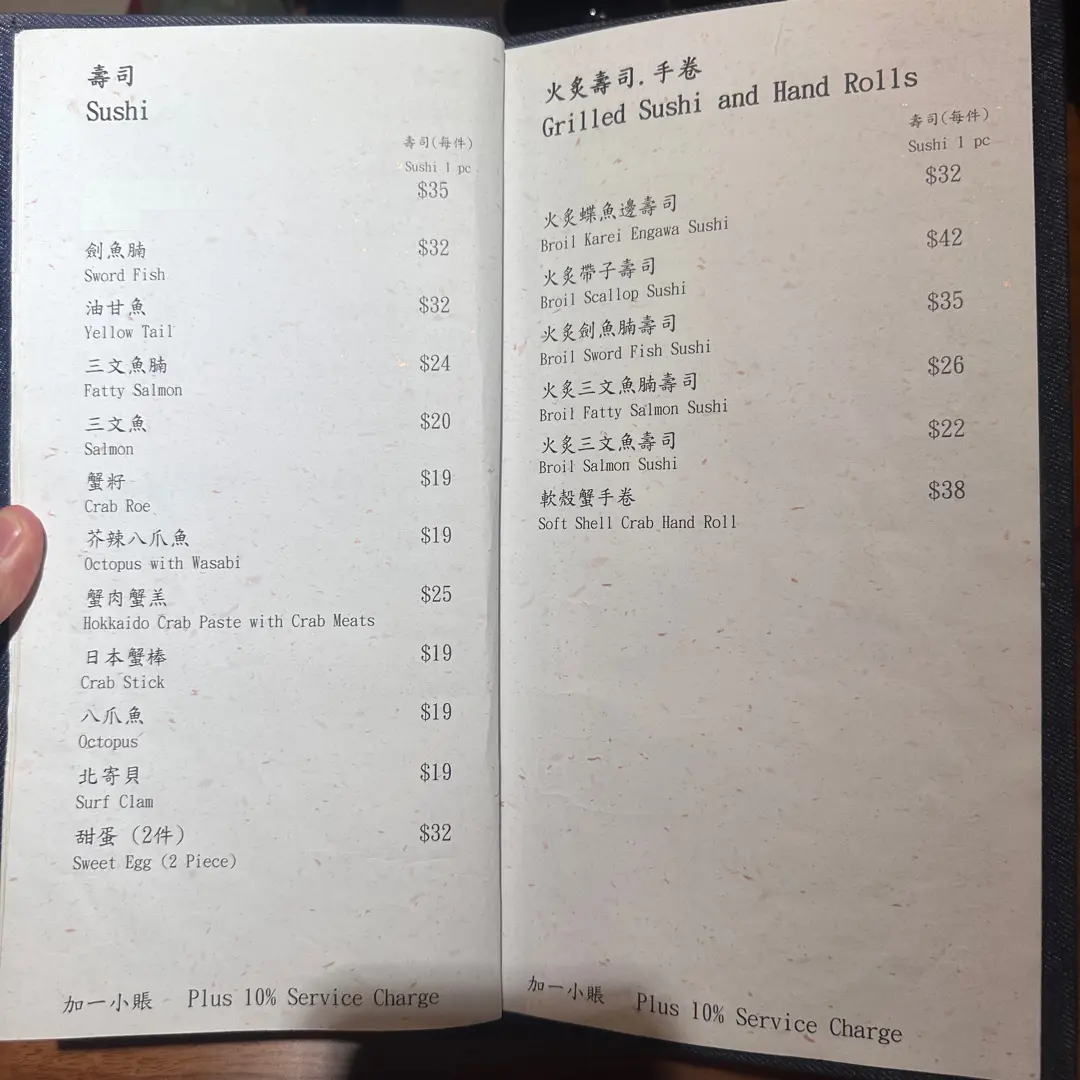 壽司
Sushi
壽司(每件)
Sushi 1 pc
$35
劍魚腩 $32
Sword Fish
油甘魚 $32
Yellow Tail
三文魚腩 $24
Fatty Salmon
三文魚 $20
Salmon
蟹籽 $19
Crab Roe
芥辣八爪魚 $19
Octopus with Wasabi
蟹肉蟹羔 $25
Hokkaido Crab Paste with Crab Meats
日本蟹棒 $19
Crab Stick
八爪魚 $19
Octopus
北寄貝 $19
Surf Clam
甜蛋 (2件) $32
Sweet Egg (2 Piece)
加一小賬 Plus 10% Service Charge
火炙壽司.手卷
Grilled Sushi and Hand Rolls
壽司(每件)
Sushi 1 pc
$32
火炙蝶魚邊壽司
Broil Karei Engawa Sushi
$42
火炙帶子壽司
Broil Scallop Sushi
$35
火炙劍魚腩壽司
Broil Sword Fish Sushi
$26
火炙三文魚腩壽司
Broil Fatty Salmon Sushi
$22
火炙三文魚壽司
Broil Salmon Sushi
$38
軟殼蟹手卷
Soft Shell Crab Hand Roll
加一小賬 Plus 10% Service Charge